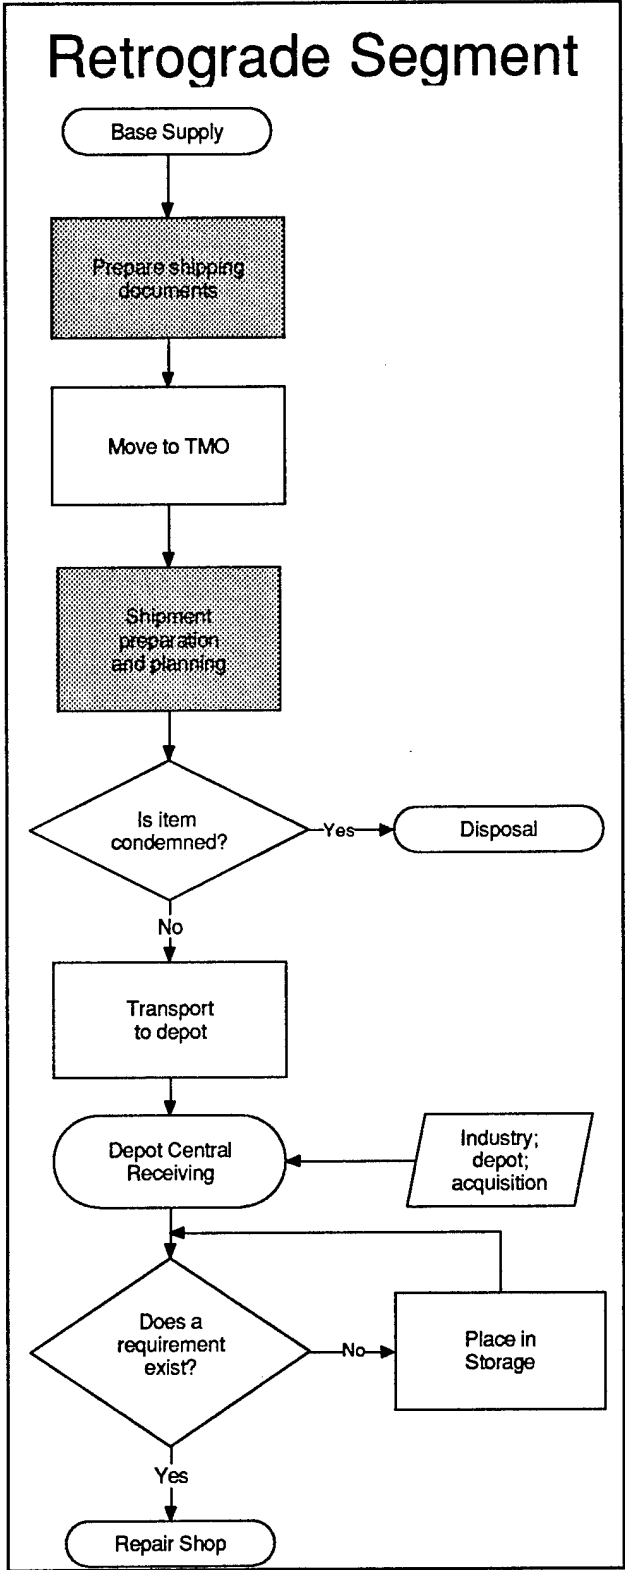 Retrograde Segment
Base Supply
Prepare shipping
documents
Move to TMO
Shipment
preparation
and planning
Is item
condemned?
Yes
Disposal
No
Transport
to depot
Depot Central
Receiving
Industry;
depot;
acquisition
Does a
requirement
exist?
No
Place in
Storage
Yes
Repair Shop